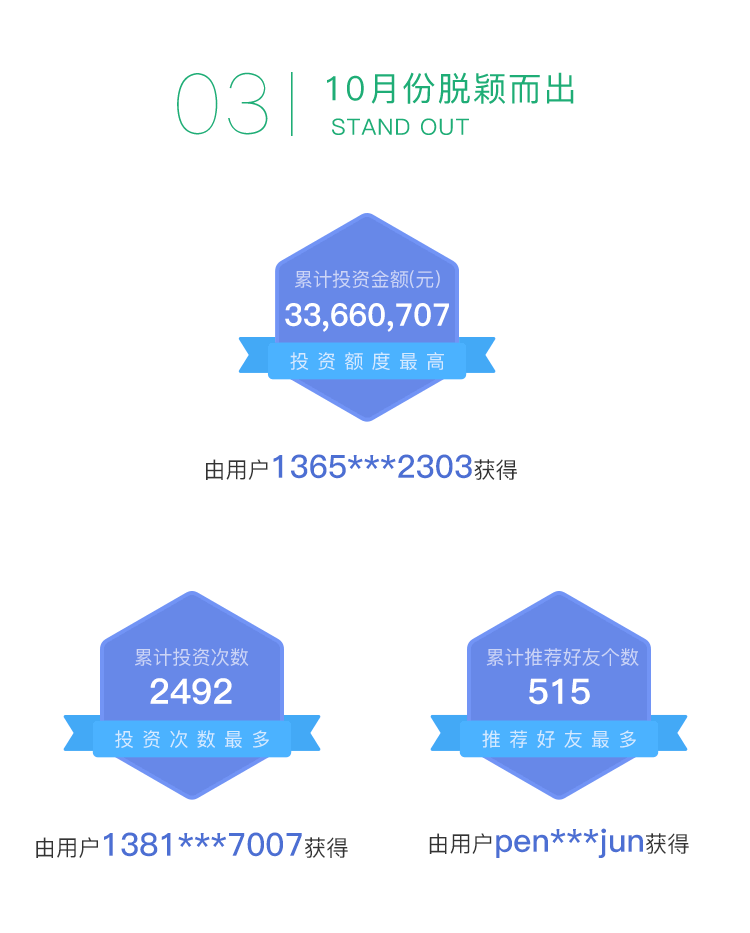 03
10月份脱颖而出
STAND OUT
累计投资金额(元)
33,660,707
投资额度最高
由用户1365***2303获得
累计投资次数
2492
投资次数最多
由用户1381***7007获得
累计推荐好友个数
515
推荐好友最多
由用户pen***jun获得